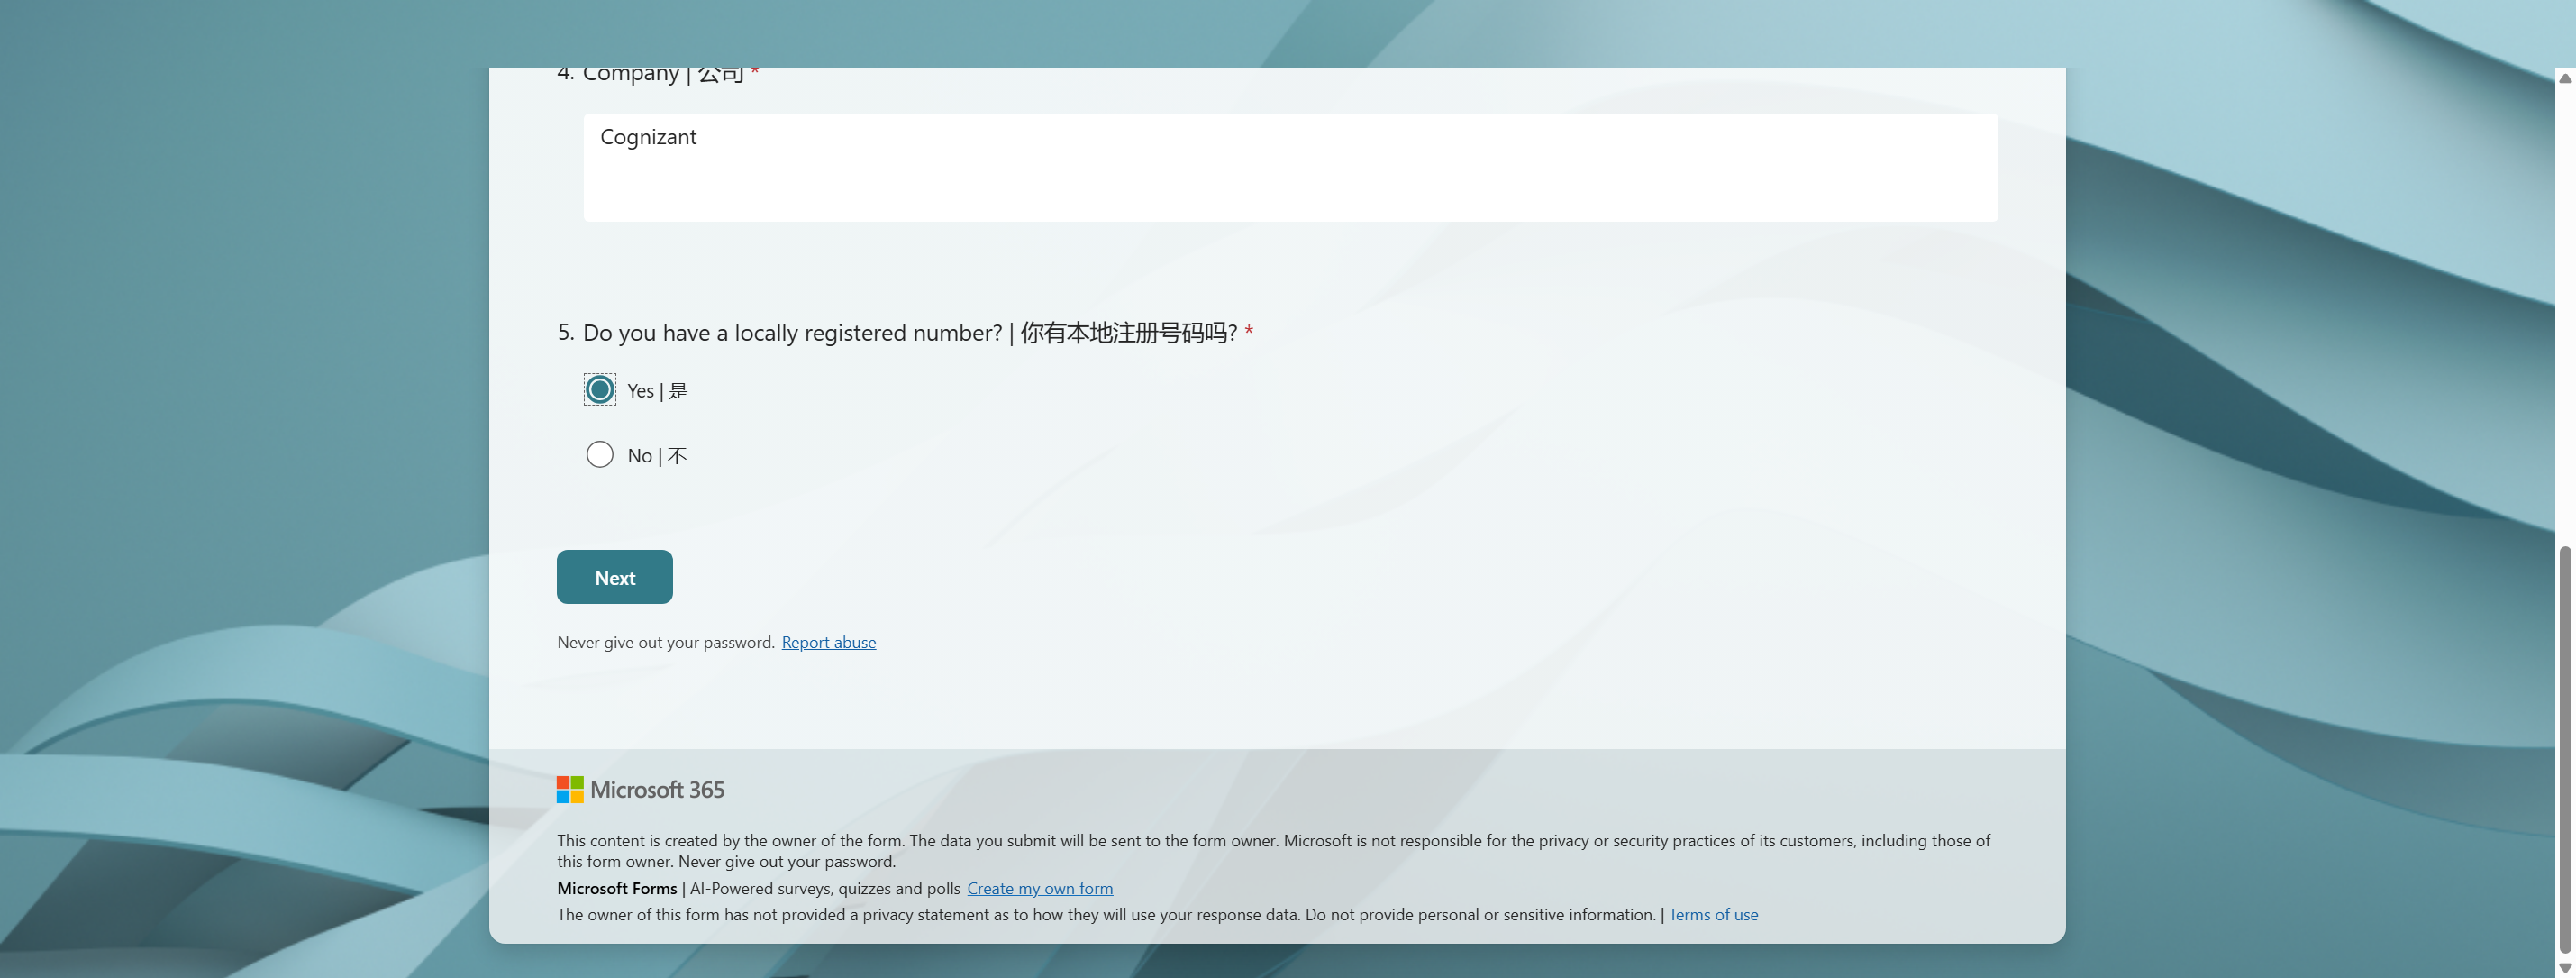 4. Company | 公司 *
Cognizant
5. Do you have a locally registered number? | 你有本地注册号码吗? *
Yes | 是
No | 不
Next
Never give out your password. Report abuse
Microsoft 365
This content is created by the owner of the form. The data you submit will be sent to the form owner. Microsoft is not responsible for the privacy or security practices of its customers, including those of
this form owner. Never give out your password.
Microsoft Forms | AI-Powered surveys, quizzes and polls Create my own form
The owner of this form has not provided a privacy statement as to how they will use your response data. Do not provide personal or sensitive information. | Terms of use